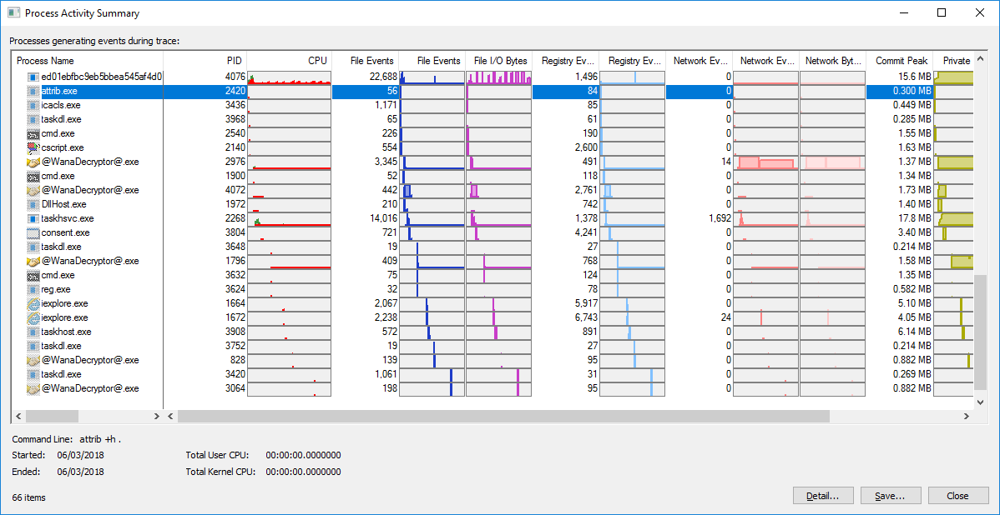 Process Activity Summary
Processes generating events during trace:
Process Name PID CPU File Events File Events File I/O Bytes Registry Ev... Registry Ev... Network Ev... Network Ev... Network Byt... Commit Peak Private
ed01ebfbc9eb5bbea545af4d0 4076 22,688 1,496 0 15.6 MB
attrib.exe 2420 56 84 0 0.300 MB
icacls.exe 3436 1,171 85 0 0.449 MB
taskdl.exe 3968 65 61 0 0.285 MB
cmd.exe 2540 226 190 0 1.55 MB
cscript.exe 2140 554 2,600 0 1.63 MB
@WanaDecryptor@.exe 2976 3,345 491 14 1.37 MB
cmd.exe 1900 52 118 0 1.34 MB
@WanaDecryptor@.exe 4072 442 2,761 0 1.73 MB
DllHost.exe 1972 210 742 0 1.40 MB
taskhsvc.exe 2268 14,016 1,378 1,692 17.8 MB
consent.exe 3804 721 4,241 0 3.40 MB
taskdl.exe 3648 19 27 0 0.214 MB
@WanaDecryptor@.exe 1796 409 768 0 1.58 MB
cmd.exe 3632 75 124 0 1.35 MB
reg.exe 3624 32 78 0 0.582 MB
iexplore.exe 1664 2,067 5,917 0 5.10 MB
iexplore.exe 1672 2,238 6,743 24 4.05 MB
taskhost.exe 3908 572 891 0 6.14 MB
taskdl.exe 3752 19 27 0 0.214 MB
@WanaDecryptor@.exe 828 139 95 0 0.882 MB
taskdl.exe 3420 1,061 31 0 0.269 MB
@WanaDecryptor@.exe 3064 198 95 0 0.882 MB
Command Line: attrib +h .
Started: 06/03/2018 Total User CPU: 00:00:00.0000000
Ended: 06/03/2018 Total Kernel CPU: 00:00:00.0000000
66 items
Detail... Save... Close